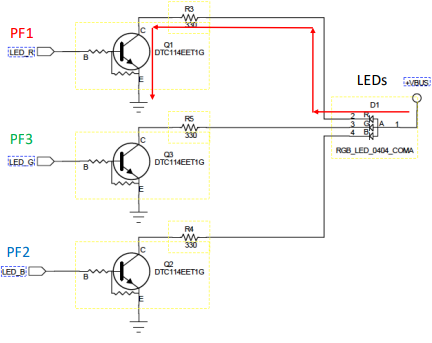 R3
330
PF1
C
Q1
DTC114EET1G
LED_R
B
E
LEDs
+VBUS
D1
R5
330
2 R
3 G A 1
4 B
PF3
C
Q3
DTC114EET1G
LED_G
B
E
RGB_LED_0404_COMA
R4
330
PF2
C
Q2
DTC114EET1G
LED_B
B
E